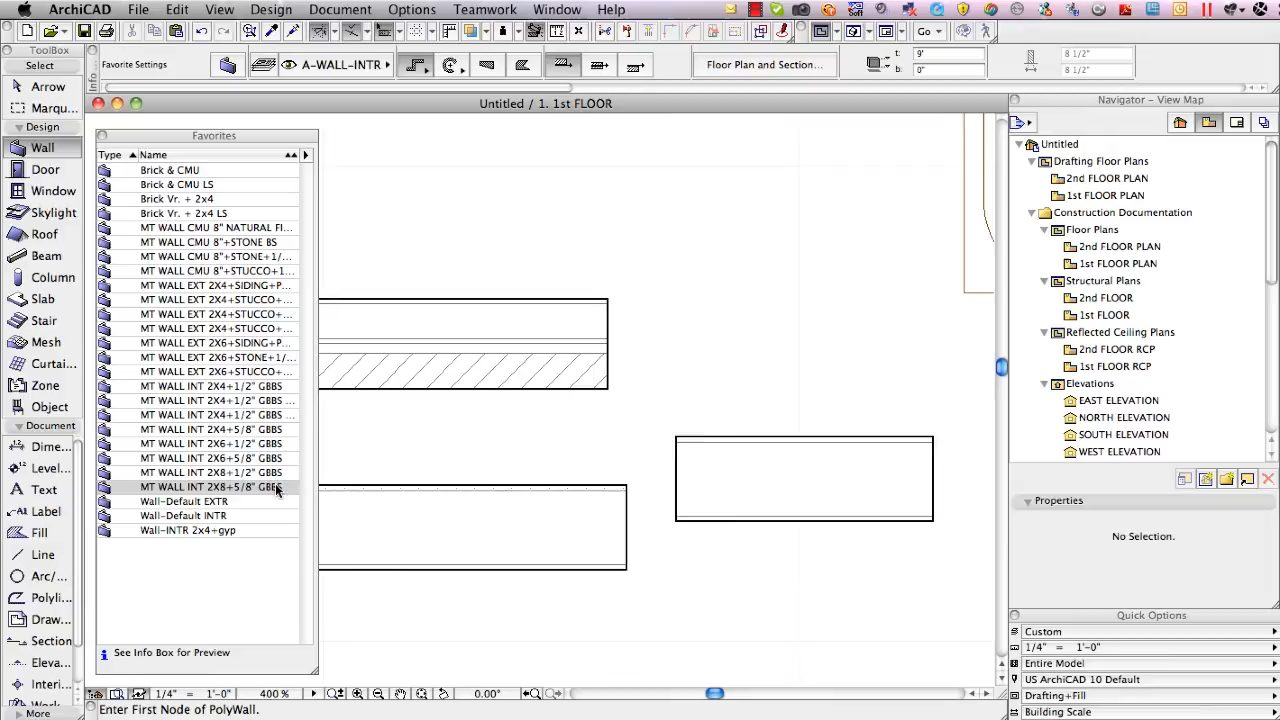 ArchiCAD File Edit View Design Document Options Teamwork Window Help
Go
ToolBox
Select
Arrow
Marqu...
Design
Wall
Door
Window
Skylight
Roof
Beam
Column
Slab
Stair
Mesh
Curtai...
Zone
Object
Document
Dime...
Level...
Text
Label
Fill
Line
Arc/...
Polyli...
Draw...
Section
Eleva...
Interi...
More
Info
Favorite Settings
A-WALL-INTR
Floor Plan and Section...
t: 9'
b: 0"
8 1/2"
8 1/2"
Untitled / 1. 1st FLOOR
Favorites
Type Name
Brick & CMU
Brick & CMU LS
Brick Vr. + 2x4
Brick Vr. + 2x4 LS
MT WALL CMU 8" NATURAL FI...
MT WALL CMU 8"+STONE BS
MT WALL CMU 8"+STONE+1/...
MT WALL CMU 8"+STUCCO+1...
MT WALL EXT 2X4+SIDING+P...
MT WALL EXT 2X4+STUCCO+...
MT WALL EXT 2X4+STUCCO+...
MT WALL EXT 2X4+STUCCO+...
MT WALL EXT 2X6+SIDING+P...
MT WALL EXT 2X6+STONE+1/...
MT WALL EXT 2X6+STUCCO+...
MT WALL INT 2X4+1/2" GBBS
MT WALL INT 2X4+1/2" GBBS ...
MT WALL INT 2X4+1/2" GBBS ...
MT WALL INT 2X4+5/8" GBBS
MT WALL INT 2X6+1/2" GBBS
MT WALL INT 2X6+5/8" GBBS
MT WALL INT 2X8+1/2" GBBS
MT WALL INT 2X8+5/8" GBBS
Wall-Default EXTR
Wall-Default INTR
Wall-INTR 2x4+gyp
See Info Box for Preview
1/4" = 1'-0" 400 % 0.00°
Enter First Node of PolyWall.
Navigator - View Map
Untitled
Drafting Floor Plans
2nd FLOOR PLAN
1st FLOOR PLAN
Construction Documentation
Floor Plans
2nd FLOOR PLAN
1st FLOOR PLAN
Structural Plans
2nd FLOOR
1st FLOOR
Reflected Ceiling Plans
2nd FLOOR RCP
1st FLOOR RCP
Elevations
EAST ELEVATION
NORTH ELEVATION
SOUTH ELEVATION
WEST ELEVATION
Properties
No Selection.
Quick Options
Custom
1/4" = 1'-0"
Entire Model
US ArchiCAD 10 Default
Drafting+Fill
Building Scale